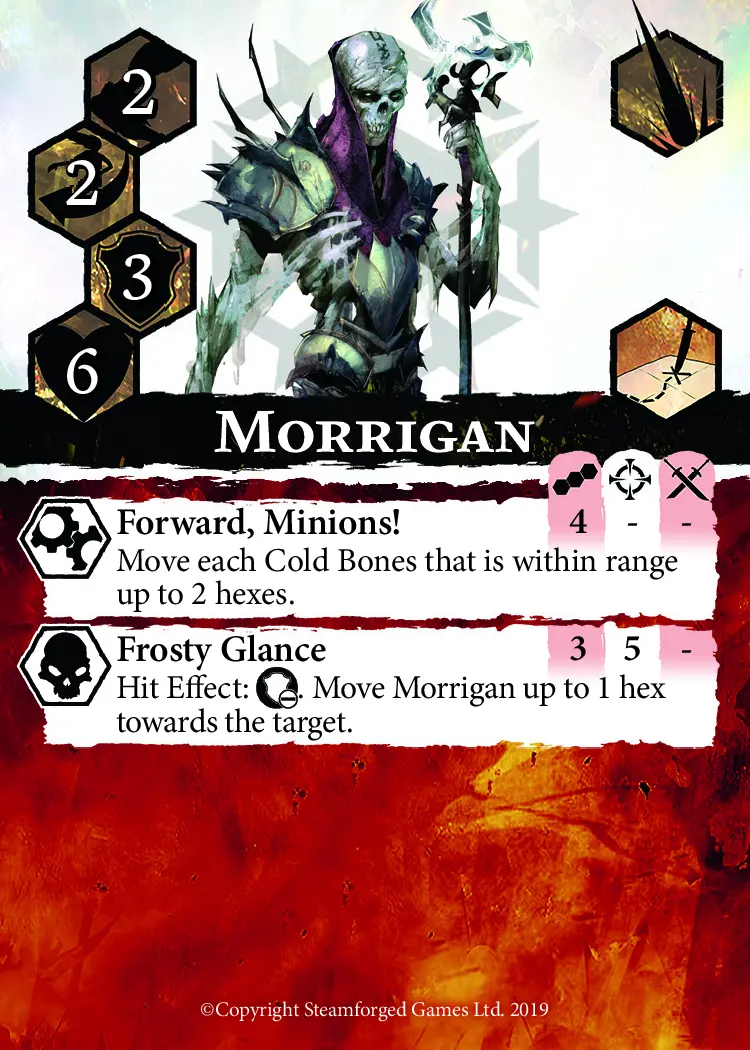 2
2
3
6
Morrigan
Forward, Minions! 4 - -
Move each Cold Bones that is within range
up to 2 hexes.
Frosty Glance 3 5 -
Hit Effect: . Move Morrigan up to 1 hex
towards the target.
©Copyright Steamforged Games Ltd. 2019